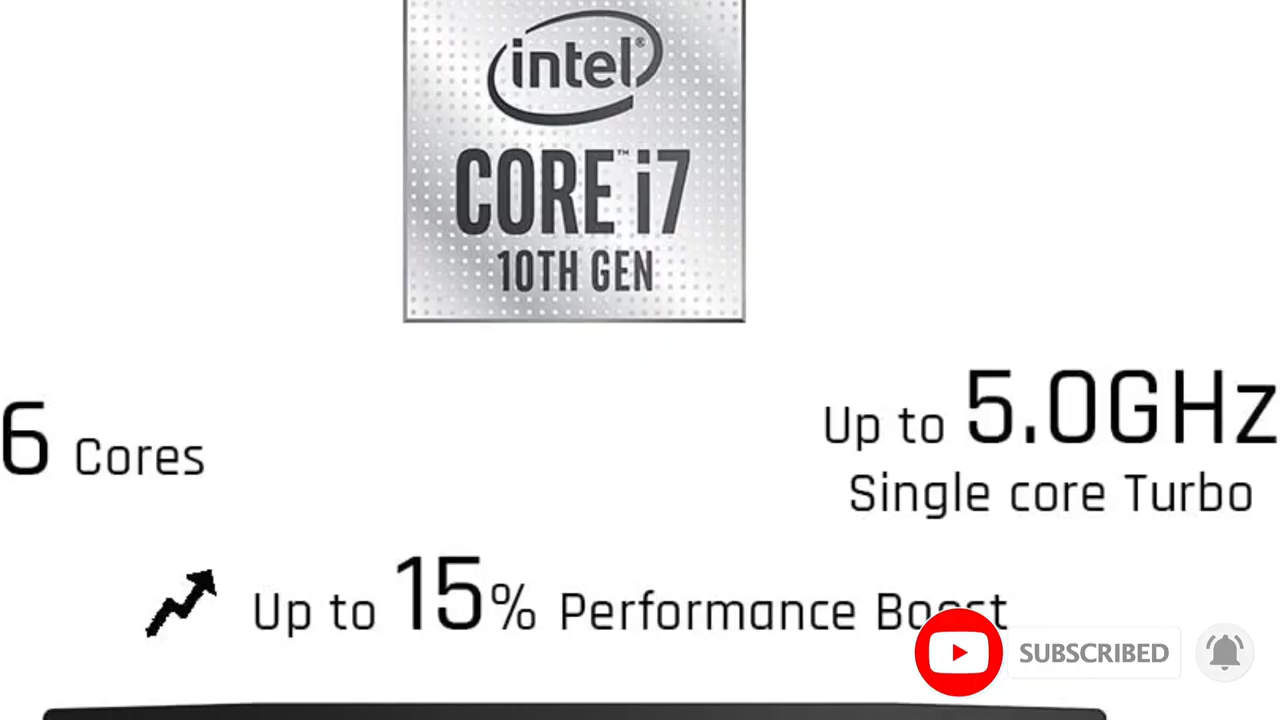 intel®
CORE™ i7
10TH GEN
6 Cores
Up to 5.0GHz
Single core Turbo
Up to 15% Performance Boost
SUBSCRIBED